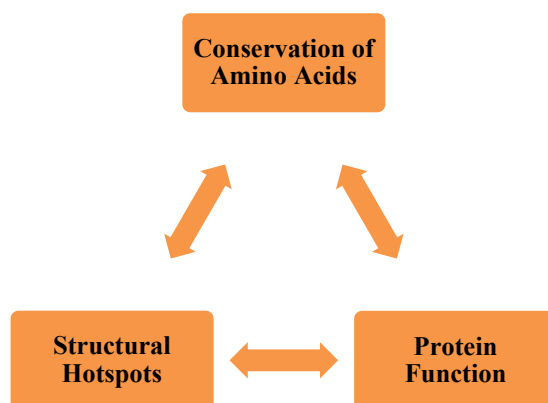 Conservation of
Amino Acids
Structural
Hotspots
Protein
Function